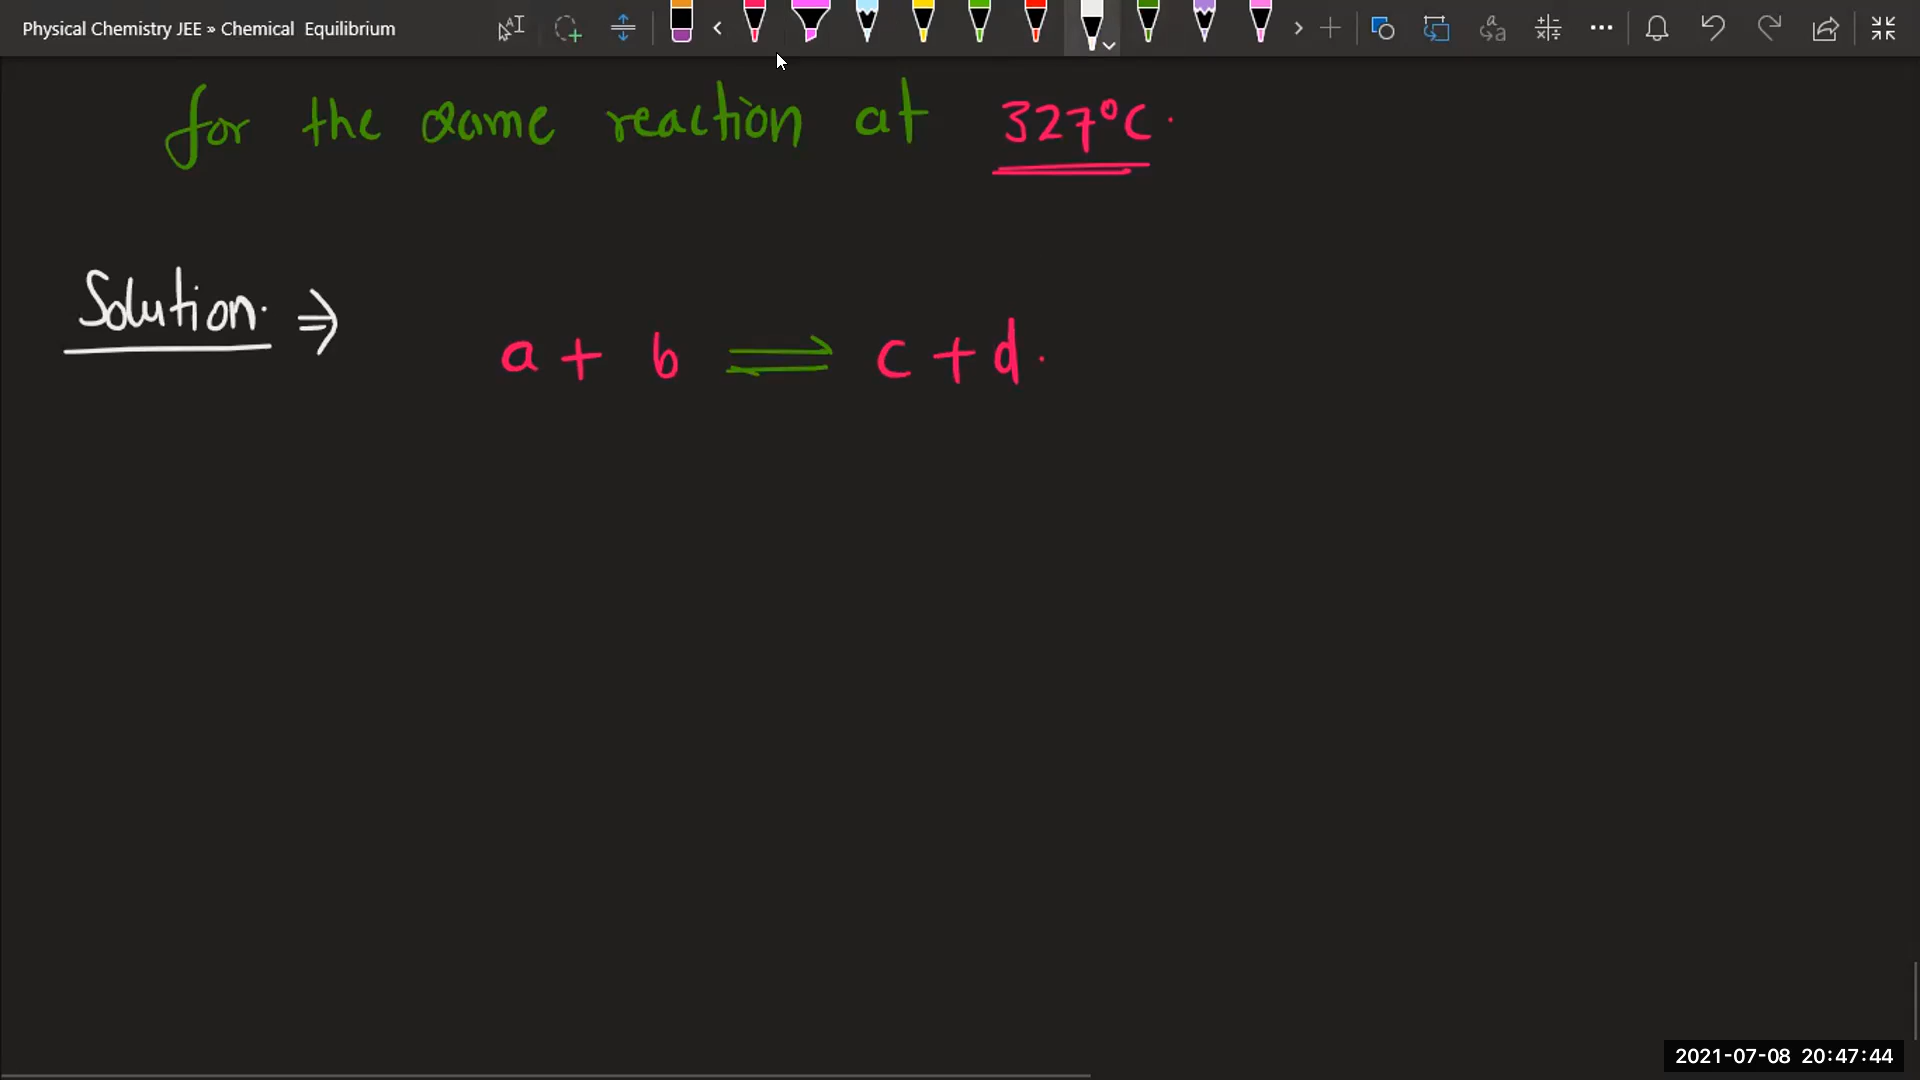 Physical Chemistry JEE » Chemical Equilibrium
for the same reaction at 327°C.
Solution. ⇒
a + b ⇌ c + d.
2021-07-08 20:47:44